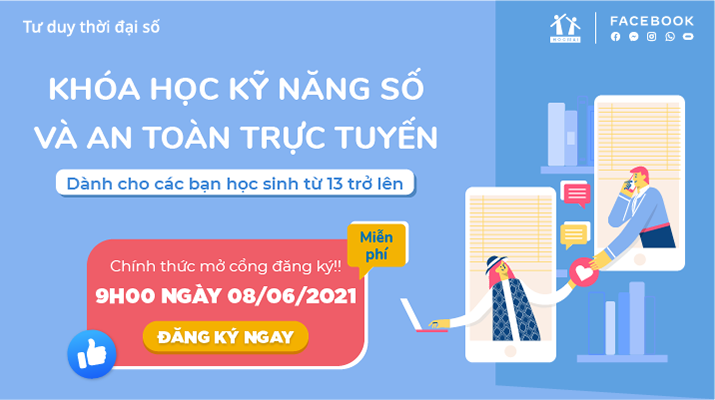 Tư duy thời đại số
HOCMAI
FACEBOOK
KHÓA HỌC KỸ NĂNG SỐ
VÀ AN TOÀN TRỰC TUYẾN
Dành cho các bạn học sinh từ 13 trở lên
Miễn
phí
Chính thức mở cổng đăng ký!!
9H00 NGÀY 08/06/2021
ĐĂNG KÝ NGAY